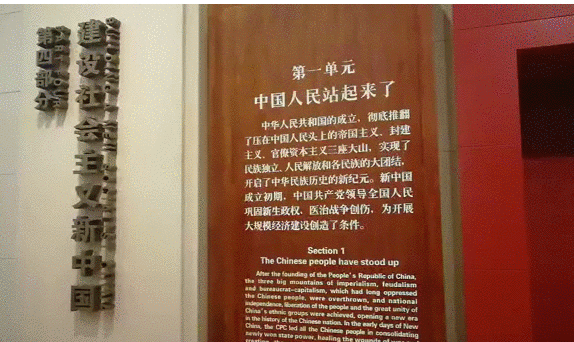 第四部分
建设社会主义新中国
第一单元
中国人民站起来了
中华人民共和国的成立，彻底推翻
了压在中国人民头上的帝国主义、封建
主义、官僚资本主义三座大山，实现了
民族独立、人民解放和各民族的大团结，
开启了中华民族历史的新纪元。新中国
成立初期，中国共产党领导全国人民
巩固新生政权、医治战争创伤，为开展
大规模经济建设创造了条件。
Section 1
The Chinese people have stood up
After the founding of the People's Republic of China,
the three big mountains of imperialism, feudalism
and bureaucrat-capitalism, which had long oppressed
the Chinese people, were overthrown, and national
independence, liberation of the people and the great unity of
China's ethnic groups were achieved, opening a new era
in the history of the Chinese nation. In the early days of New
China, the CPC led all the Chinese people in consolidating
newly won state power, healing the wounds of war